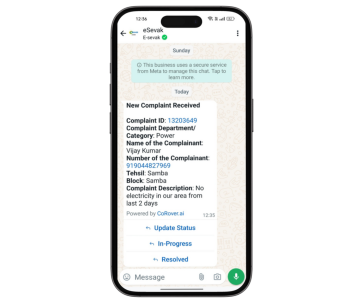 12:36
eSevak
E-sevak
Sunday
This business uses a secure service
from Meta to manage this chat. Tap to
learn more.
Today
New Complaint Received
Complaint ID: 13203649
Complaint Department/
Category: Power
Name of the Complainant:
Vijay Kumar
Number of the Complainant:
919044827969
Tehsil: Samba
Block: Samba
Complaint Description: No
electricity in our area from
last 2 days
Powered by CoRover.ai
12:35
Update Status
In-Progress
Resolved
Message